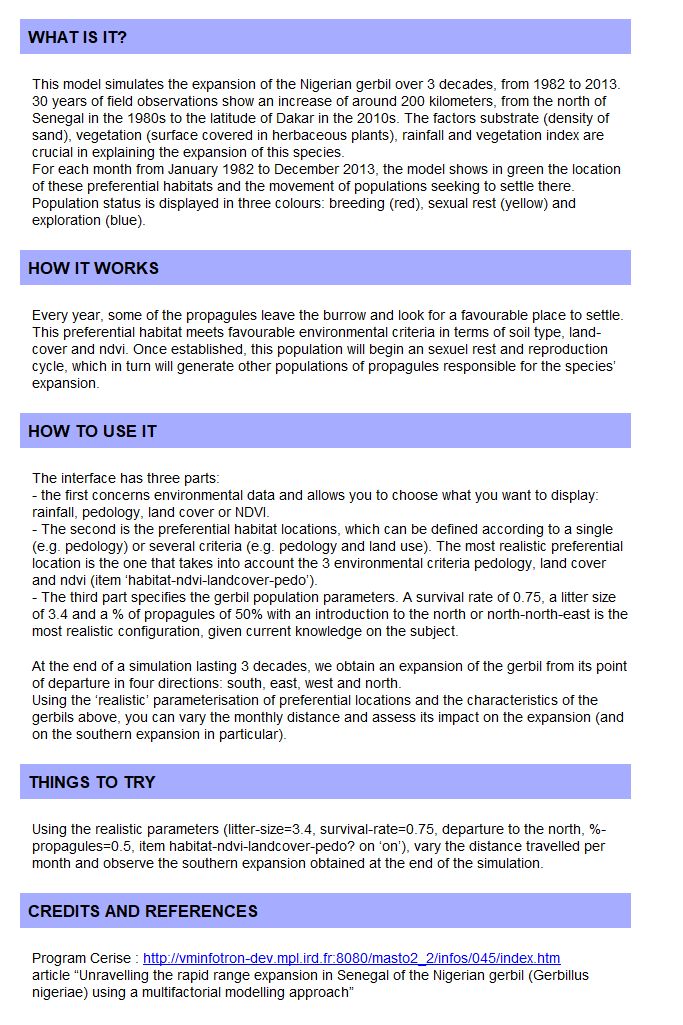 WHAT IS IT?
This model simulates the expansion of the Nigerian gerbil over 3 decades, from 1982 to 2013.
30 years of field observations show an increase of around 200 kilometers, from the north of
Senegal in the 1980s to the latitude of Dakar in the 2010s. The factors substrate (density of
sand), vegetation (surface covered in herbaceous plants), rainfall and vegetation index are
crucial in explaining the expansion of this species.
For each month from January 1982 to December 2013, the model shows in green the location
of these preferential habitats and the movement of populations seeking to settle there.
Population status is displayed in three colours: breeding (red), sexual rest (yellow) and
exploration (blue).
HOW IT WORKS
Every year, some of the propagules leave the burrow and look for a favourable place to settle.
This preferential habitat meets favourable environmental criteria in terms of soil type, land-
cover and ndvi. Once established, this population will begin an sexuel rest and reproduction
cycle, which in turn will generate other populations of propagules responsible for the species’
expansion.
HOW TO USE IT
The interface has three parts:
- the first concerns environmental data and allows you to choose what you want to display:
rainfall, pedology, land cover or NDVI.
- The second is the preferential habitat locations, which can be defined according to a single
(e.g. pedology) or several criteria (e.g. pedology and land use). The most realistic preferential
location is the one that takes into account the 3 environmental criteria pedology, land cover
and ndvi (item ‘habitat-ndvi-landcover-pedo’).
- The third part specifies the gerbil population parameters. A survival rate of 0.75, a litter size
of 3.4 and a % of propagules of 50% with an introduction to the north or north-north-east is the
most realistic configuration, given current knowledge on the subject.
At the end of a simulation lasting 3 decades, we obtain an expansion of the gerbil from its point
of departure in four directions: south, east, west and north.
Using the ‘realistic’ parameterisation of preferential locations and the characteristics of the
gerbils above, you can vary the monthly distance and assess its impact on the expansion (and
on the southern expansion in particular).
THINGS TO TRY
Using the realistic parameters (litter-size=3.4, survival-rate=0.75, departure to the north, %-
propagules=0.5, item habitat-ndvi-landcover-pedo? on ‘on’), vary the distance travelled per
month and observe the southern expansion obtained at the end of the simulation.
CREDITS AND REFERENCES
Program Cerise : http://vminfotron-dev.mpl.ird.fr:8080/masto2_2/infos/045/index.htm
article “Unravelling the rapid range expansion in Senegal of the Nigerian gerbil (Gerbillus
nigeriae) using a multifactorial modelling approach”